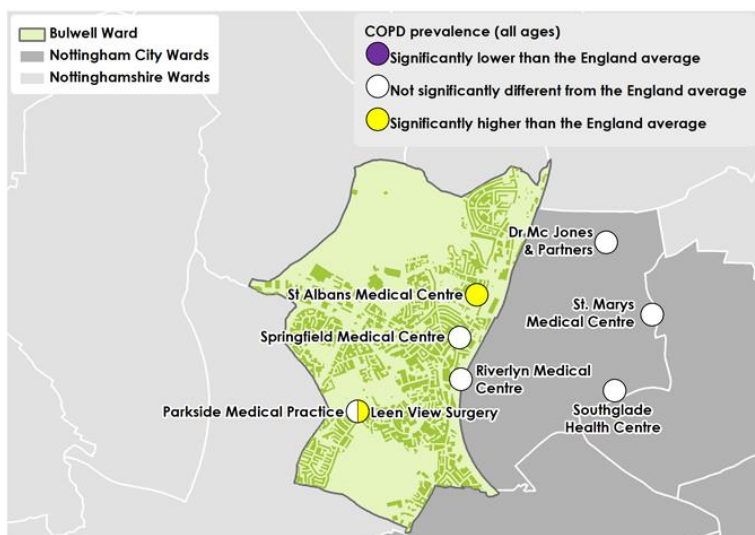 Bulwell Ward
Nottingham City Wards
Nottinghamshire Wards
COPD prevalence (all ages)
Significantly lower than the England average
Not significantly different from the England average
Significantly higher than the England average
Dr Mc Jones
& Partners
St Albans Medical Centre
St. Marys
Medical Centre
Springfield Medical Centre
Riverlyn Medical
Centre
Parkside Medical Practice
Leen View Surgery
Southglade
Health Centre